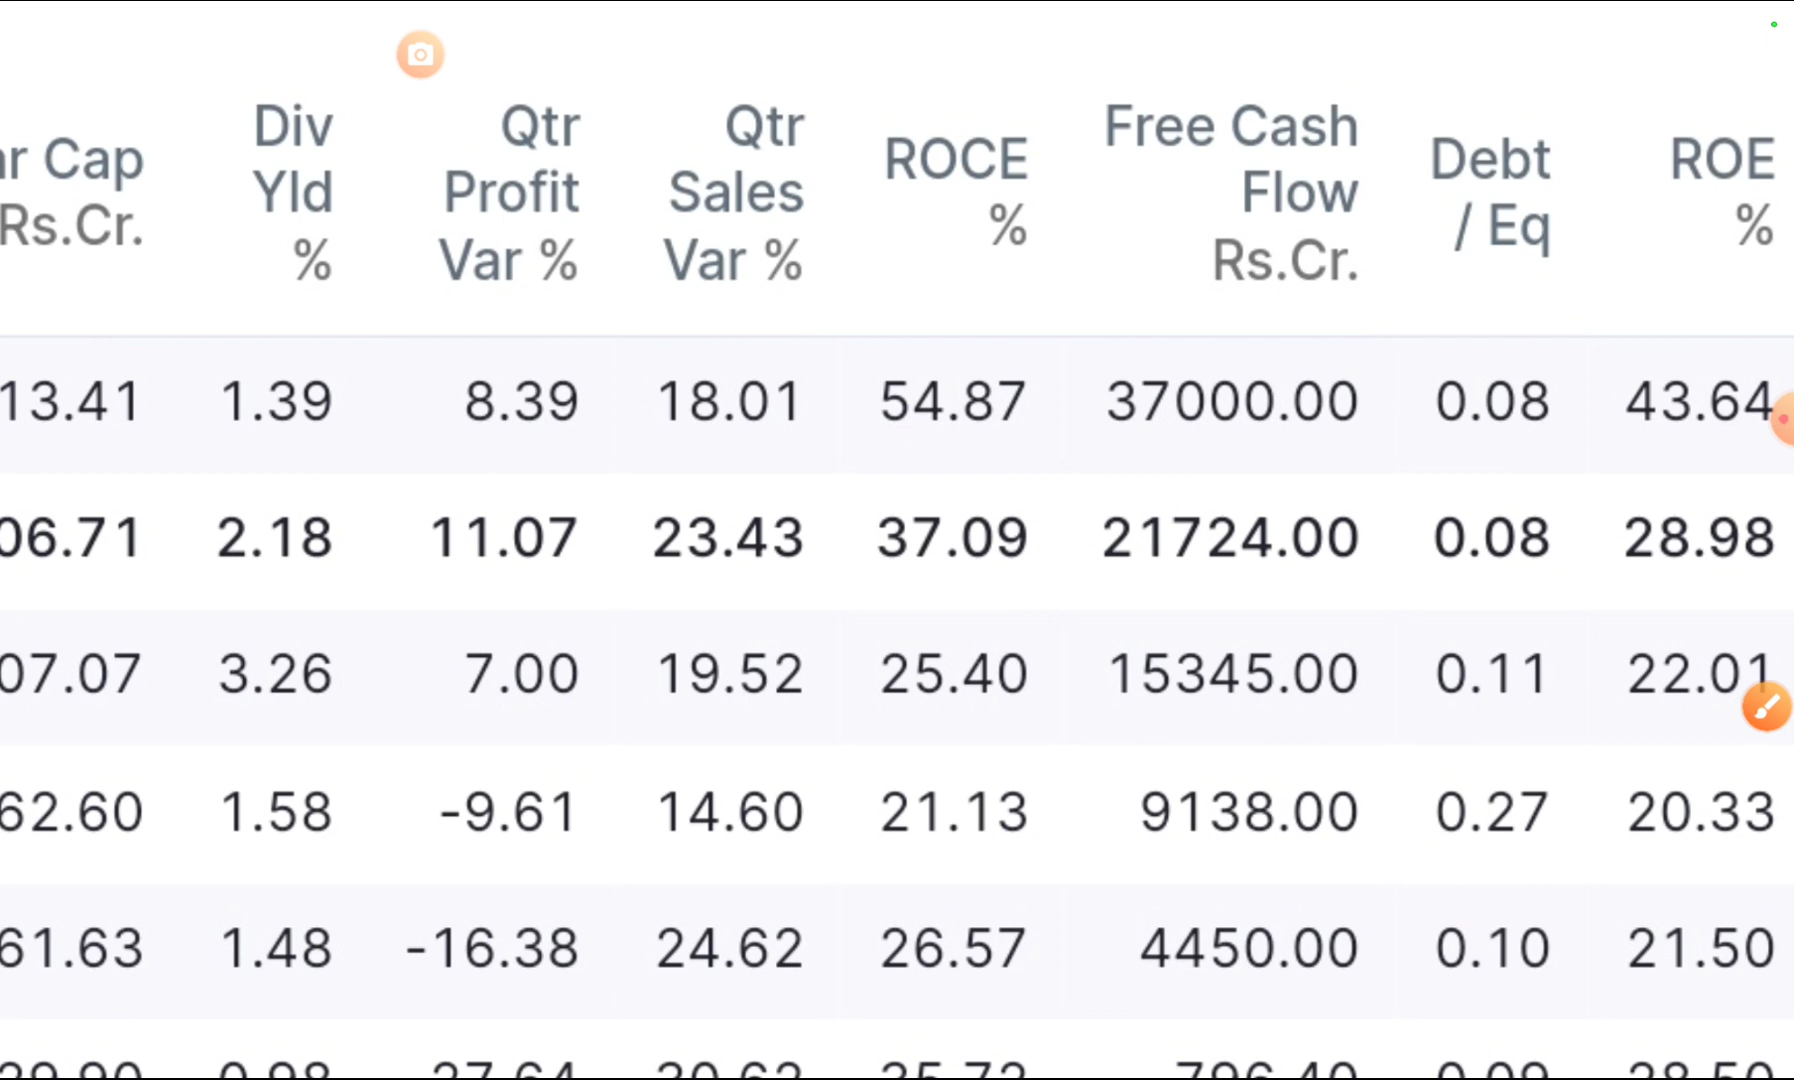 Cap Rs.Cr. Div Yld % Qtr Profit Var % Qtr Sales Var % ROCE % Free Cash Flow Rs.Cr. Debt / Eq ROE %
13.41 1.39 8.39 18.01 54.87 37000.00 0.08 43.64
06.71 2.18 11.07 23.43 37.09 21724.00 0.08 28.98
07.07 3.26 7.00 19.52 25.40 15345.00 0.11 22.01
62.60 1.58 -9.61 14.60 21.13 9138.00 0.27 20.33
61.63 1.48 -16.38 24.62 26.57 4450.00 0.10 21.50